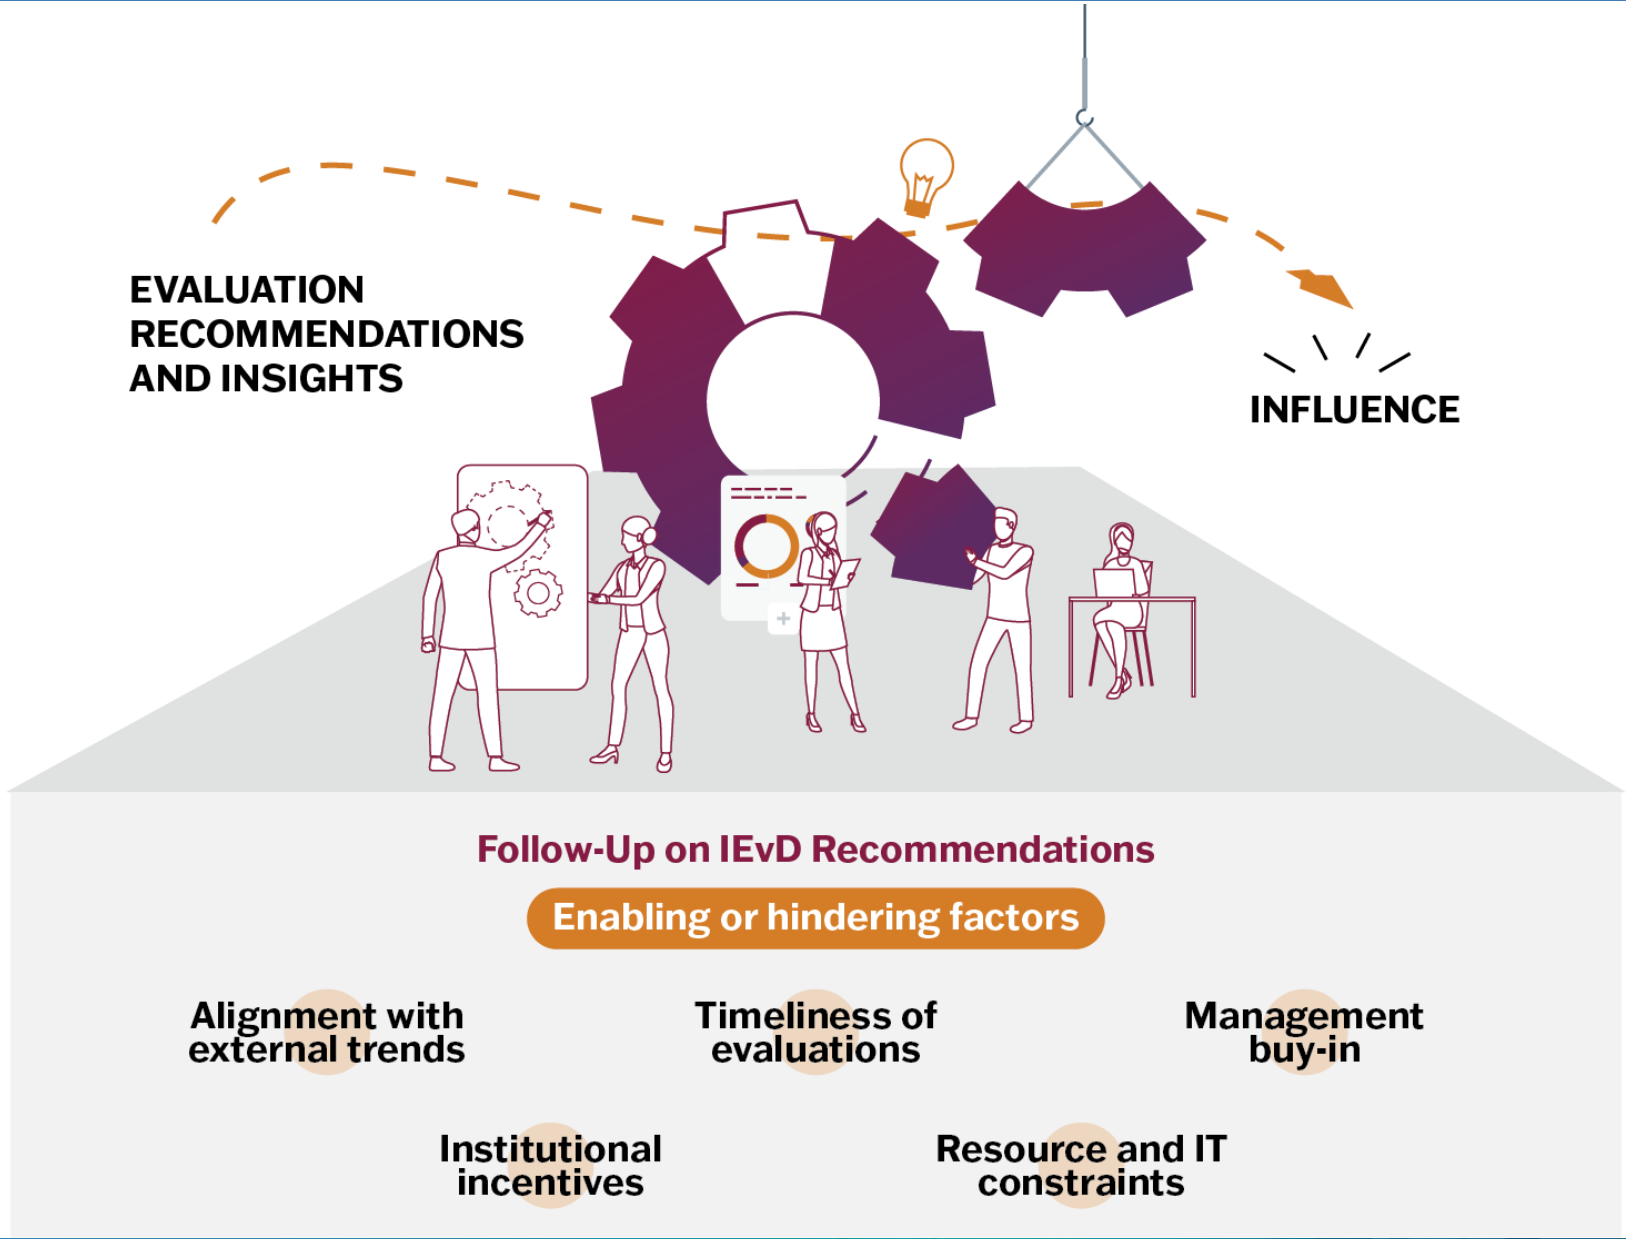 EVALUATION
RECOMMENDATIONS
AND INSIGHTS
INFLUENCE
Follow-Up on IEvD Recommendations
Enabling or hindering factors
Alignment with
external trends
Timeliness of
evaluations
Management
buy-in
Institutional
incentives
Resource and IT
constraints